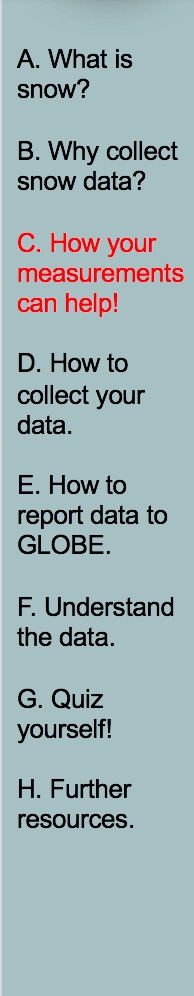 A. What is
snow?
B. Why collect
snow data?
C. How your
measurements
can help!
D. How to
collect your
data.
E. How to
report data to
GLOBE.
F. Understand
the data.
G. Quiz
yourself!
H. Further
resources.